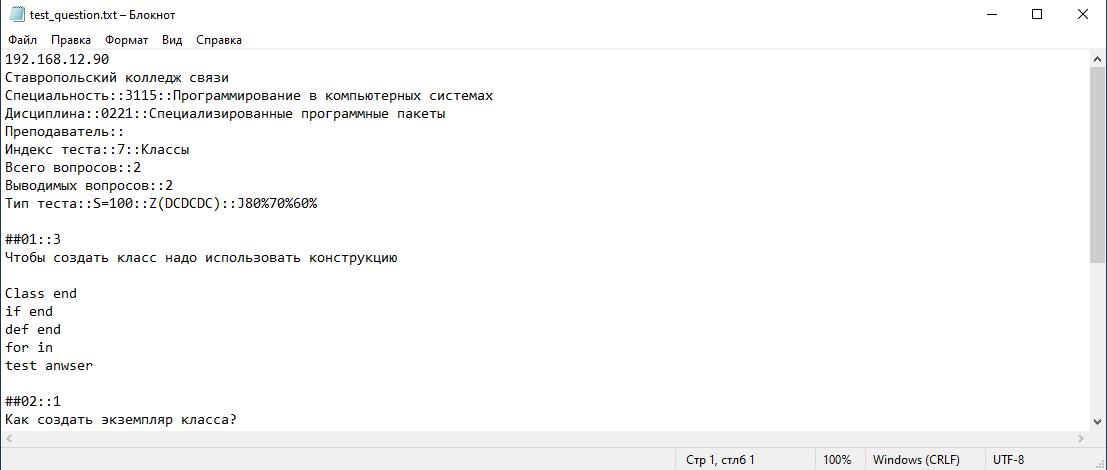 test_question.txt – Блокнот
Файл Правка Формат Вид Справка
192.168.12.90
Ставропольский колледж связи
Специальность::3115::Программирование в компьютерных системах
Дисциплина::0221::Специализированные программные пакеты
Преподаватель::
Индекс теста::7::Классы
Всего вопросов::2
Выводимых вопросов::2
Тип теста::S=100::Z(DCDCDC)::J80%70%60%
##01::3
Чтобы создать класс надо использовать конструкцию
Class end
if end
def end
for in
test anwser
##02::1
Как создать экземпляр класса?
Стр 1, стлб 1 100% Windows (CRLF) UTF-8